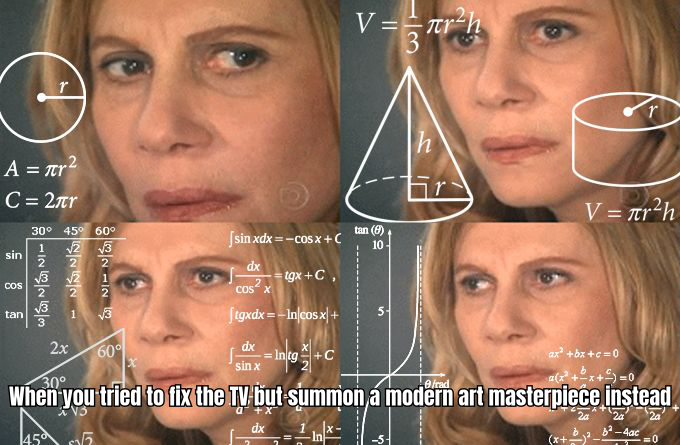 r
A = πr²
C = 2πr
V = 1/3 πr²h
h
r
r
V = πr²h
30° 45° 60°
sin 1/2 √2/2 √3/2
cos √3/2 √2/2 1/2
tan √3/3 1 √3
2x 60° x
30°
45°
∫sin xdx = −cos x + C
∫dx/cos² x = tgx + C ,
∫tgxdx = −ln|cos x| +
∫dx/sin x = ln|tg x/2| + C
tan (θ)
10
5
−5
θ/rad
ax² + bx + c = 0
a(x² + b/a x + c/a) = 0
When you tried to fix the TV but summon a modern art masterpiece instead